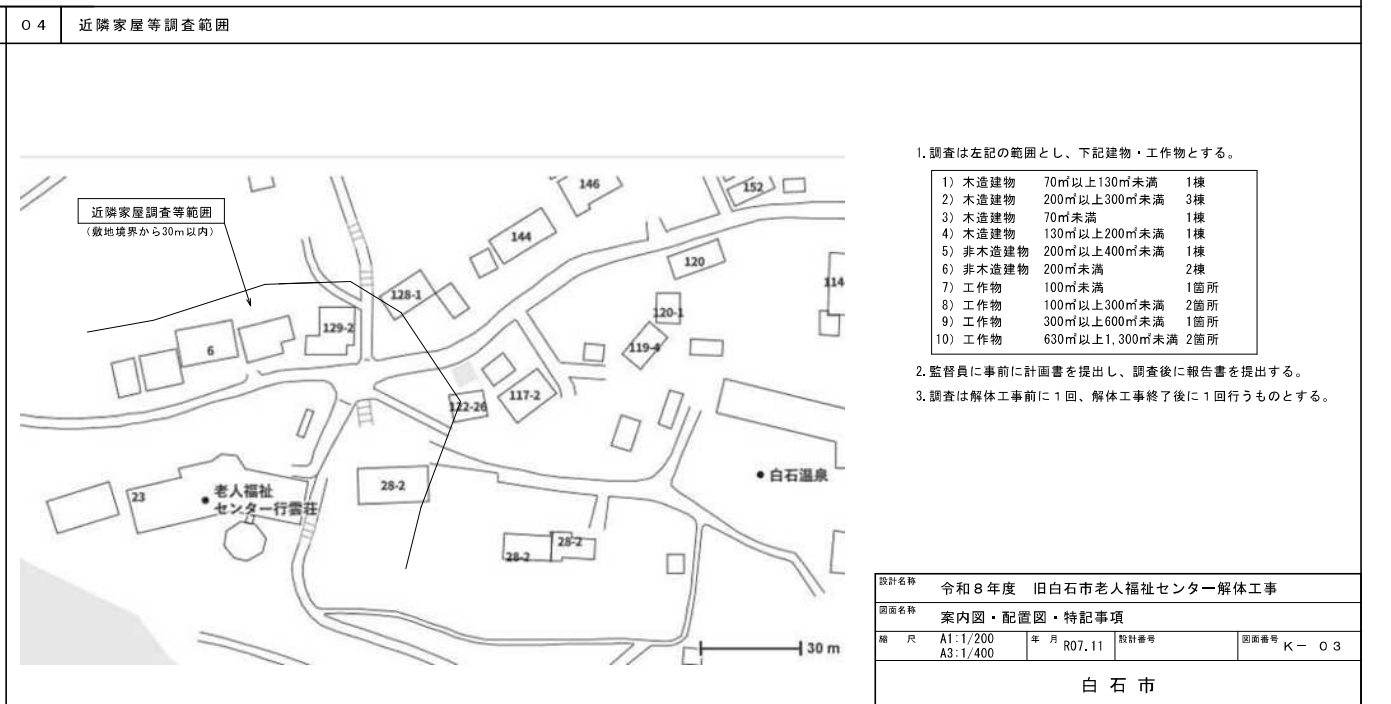 04 近隣家屋等調査範囲
近隣家屋調査等範囲
(敷地境界から30m以内)
146
152
144
120
114
128-1
120-1
129-2
119-4
6
117-2
122-26
白石温泉
28-2
23
老人福祉
センター行雲荘
28-2
28-2
30 m
1.調査は左記の範囲とし、下記建物・工作物とする。
1) 木造建物 70㎡以上130㎡未満 1棟
2) 木造建物 200㎡以上300㎡未満 3棟
3) 木造建物 70㎡未満 1棟
4) 木造建物 130㎡以上200㎡未満 1棟
5) 非木造建物 200㎡以上400㎡未満 1棟
6) 非木造建物 200㎡未満 2棟
7) 工作物 100㎡未満 1箇所
8) 工作物 100㎡以上300㎡未満 2箇所
9) 工作物 300㎡以上600㎡未満 1箇所
10) 工作物 630㎡以上1,300㎡未満 2箇所
2.監督員に事前に計画書を提出し、調査後に報告書を提出する。
3.調査は解体工事前に1回、解体工事終了後に1回行うものとする。
設計名称 令和8年度 旧白石市老人福祉センター解体工事
図面名称 案内図・配置図・特記事項
縮尺 A1:1/200
A3:1/400
年月 R07.11 設計番号 図面番号 K-03
白石市